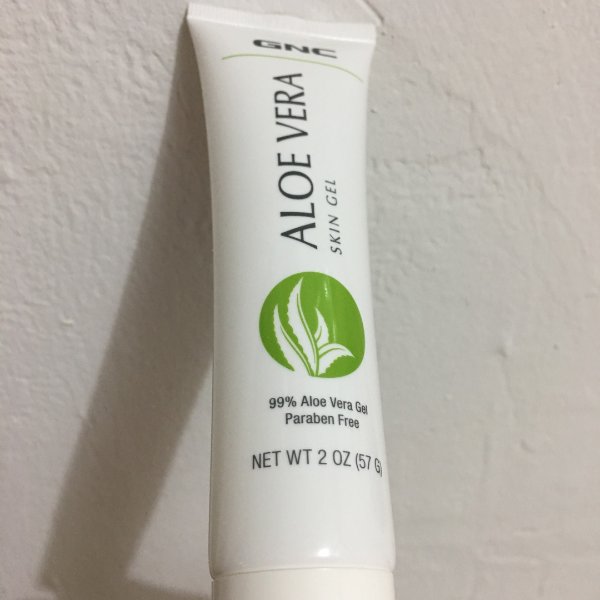 GNC
ALOE VERA
SKIN GEL
99% Aloe Vera Gel
Paraben Free
NET WT 2 OZ (57 G)